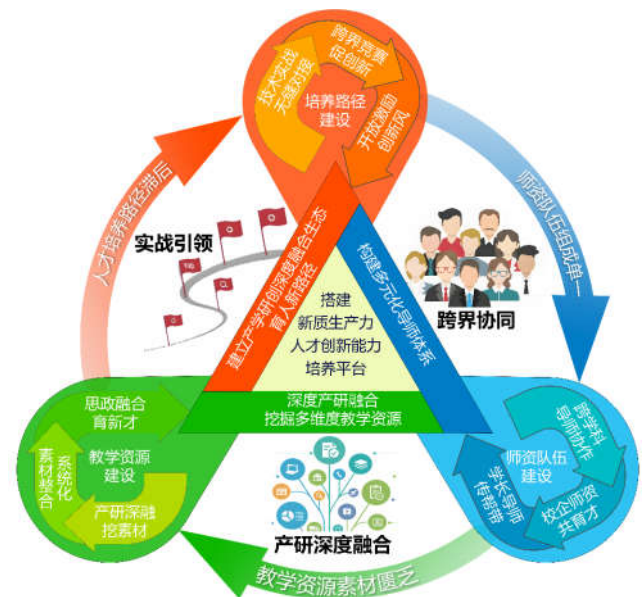 跨界竞赛
促创新
技术实战
无缝对接
培养路径
建设
开放激励
创新风
人才培养路径滞后
师资队伍组成单一
实战引领
跨界协同
建立产学研创深度融合生态
育人新路径
构建多元化导师体系
搭建
新质生产力
人才创新能力
培养平台
深度产研融合
挖掘多维度教学资源
思政融合
育新才
系统化
素材整合
教学资源
建设
产研深融
挖素材
跨学科
导师协作
师资队伍
建设
学长导师
传帮带
校企师资
共育才
产研深度融合
教学资源素材匮乏